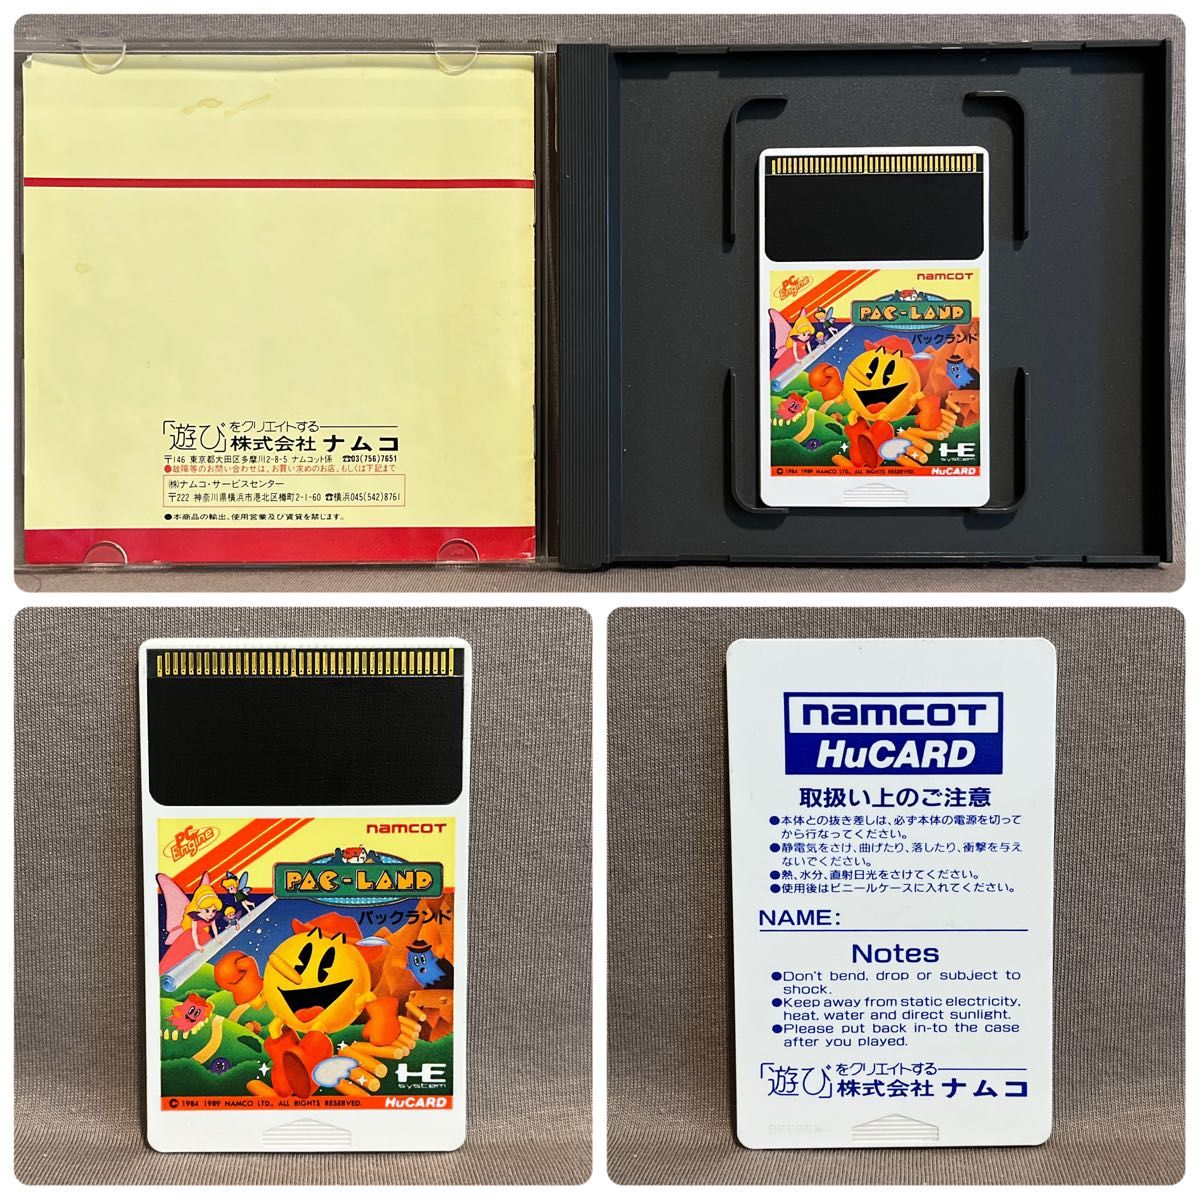 「遊び」をクリエイトする
株式会社 ナムコ
〒146 東京都大田区多摩川2-8-5 ナムコット係 ☎03(756)7651
●故障等のお問い合わせは、お買い求めのお店、もしくは下記まで
㈱ナムコ・サービスセンター
〒222 神奈川県横浜市港北区樽町2-1-60 ☎横浜045(542)8761
●本商品の輸出、使用営業及び賃貸を禁じます。
PC Engine
namcoT
PAC-LAND
パックランド
HE system
© 1984 1989 NAMCO LTD., ALL RIGHTS RESERVED.
HuCARD
PC Engine
namcoT
PAC-LAND
パックランド
HE system
© 1984 1989 NAMCO LTD., ALL RIGHTS RESERVED.
HuCARD
namcoT
HuCARD
取扱い上のご注意
●本体との抜き差しは、必ず本体の電源を切って
から行なってください。
●静電気をさけ、曲げたり、落したり、衝撃を与え
ないでください。
●熱、水分、直射日光をさけてください。
●使用後はビニールケースに入れてください。
NAME:
Notes
●Don't bend, drop or subject to
shock.
●Keep away from static electricity,
heat, water and direct sunlight.
●Please put back in-to the case
after you played.
「遊び」をクリエイトする
株式会社 ナムコ